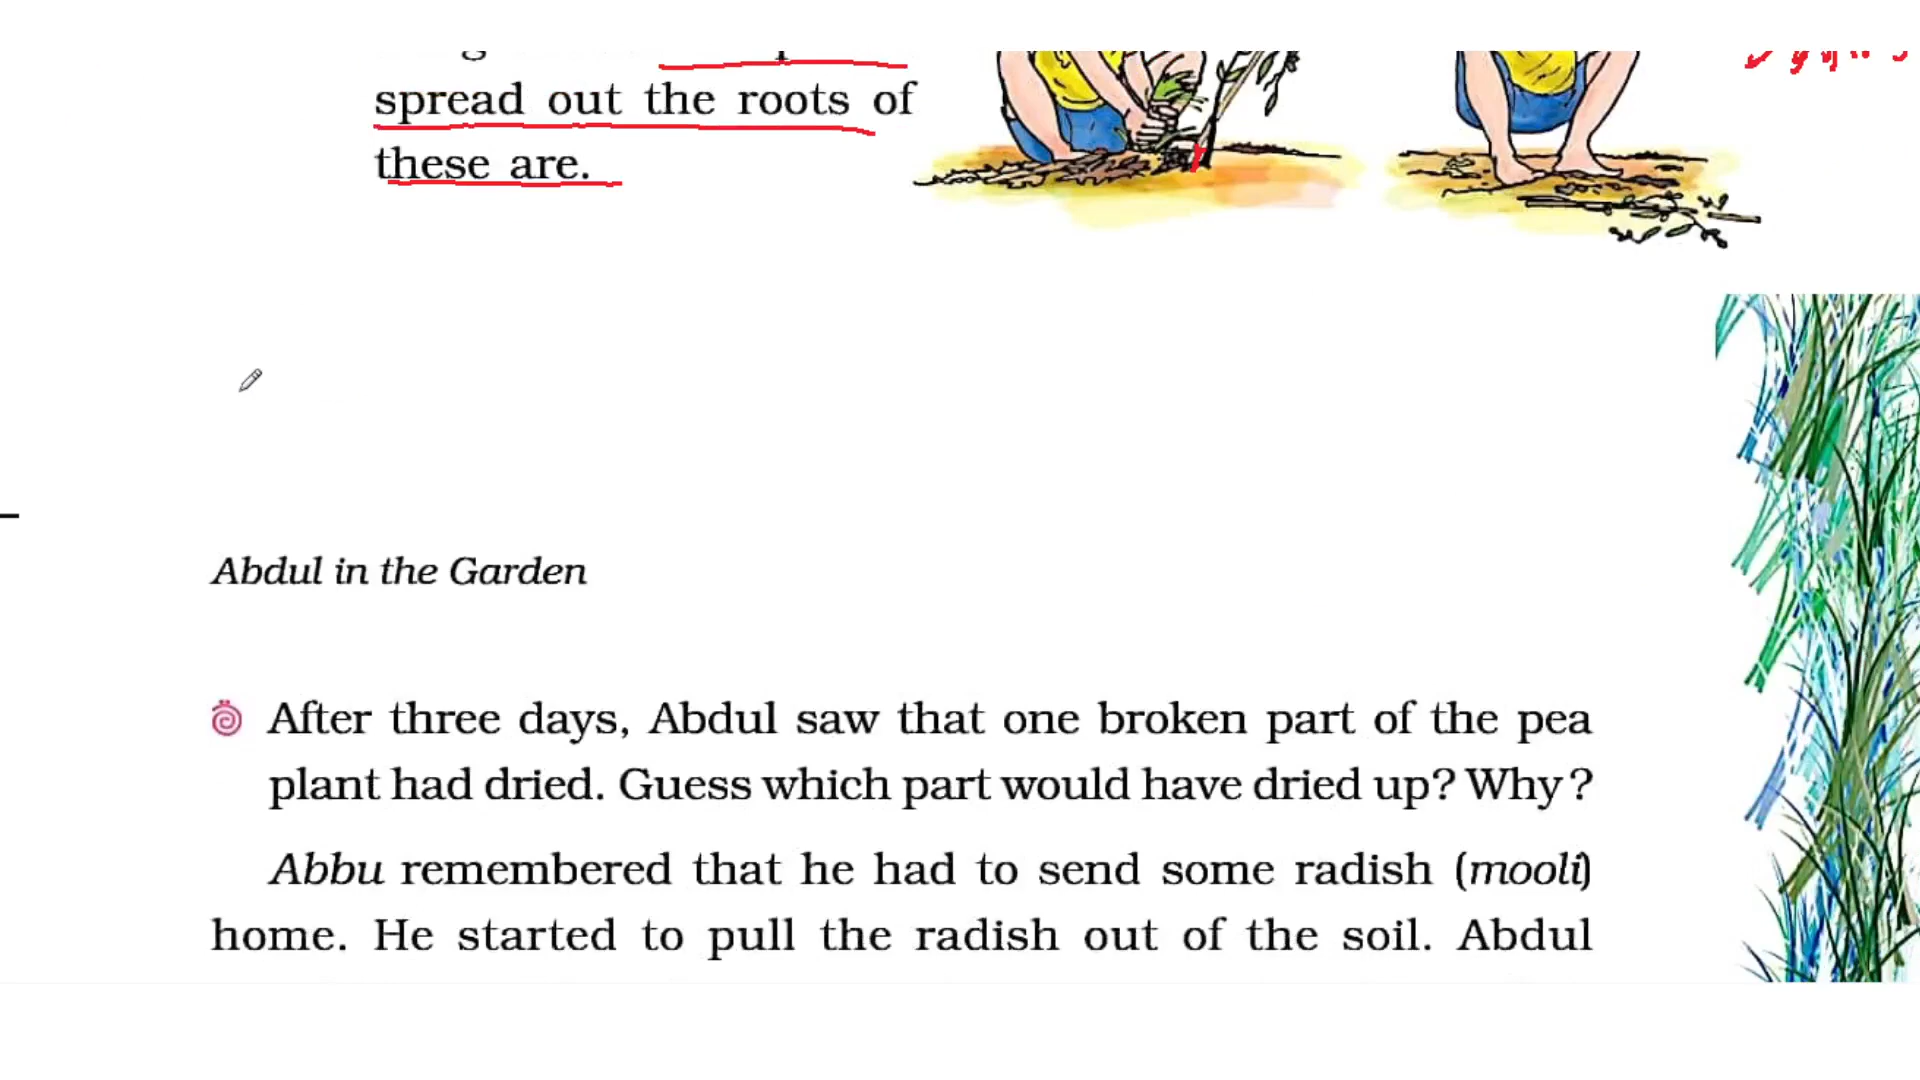 spread out the roots of
these are.
Abdul in the Garden
After three days, Abdul saw that one broken part of the pea
plant had dried. Guess which part would have dried up? Why?
Abbu remembered that he had to send some radish (mooli)
home. He started to pull the radish out of the soil. Abdul